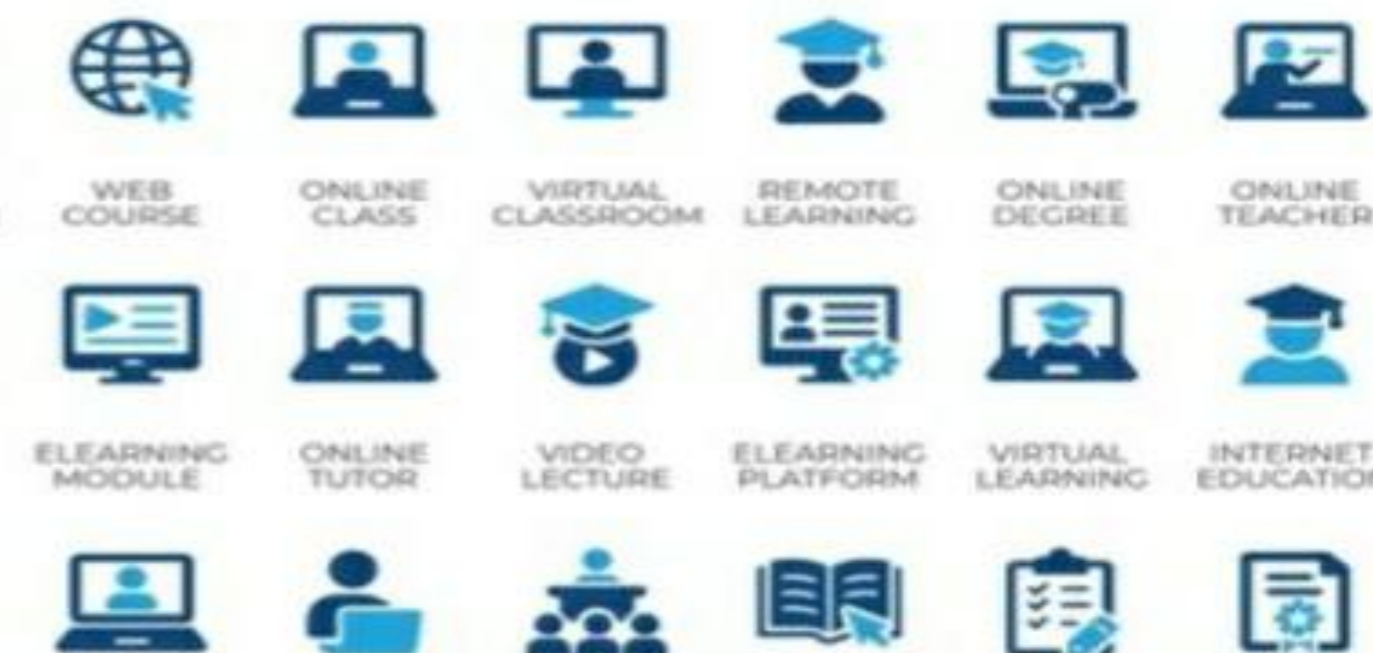 WEB
COURSE
ONLINE
CLASS
VIRTUAL
CLASSROOM
REMOTE
LEARNING
ONLINE
DEGREE
ONLINE
TEACHER
ELEARNING
MODULE
ONLINE
TUTOR
VIDEO
LECTURE
ELEARNING
PLATFORM
VIRTUAL
LEARNING
INTERNET
EDUCATION